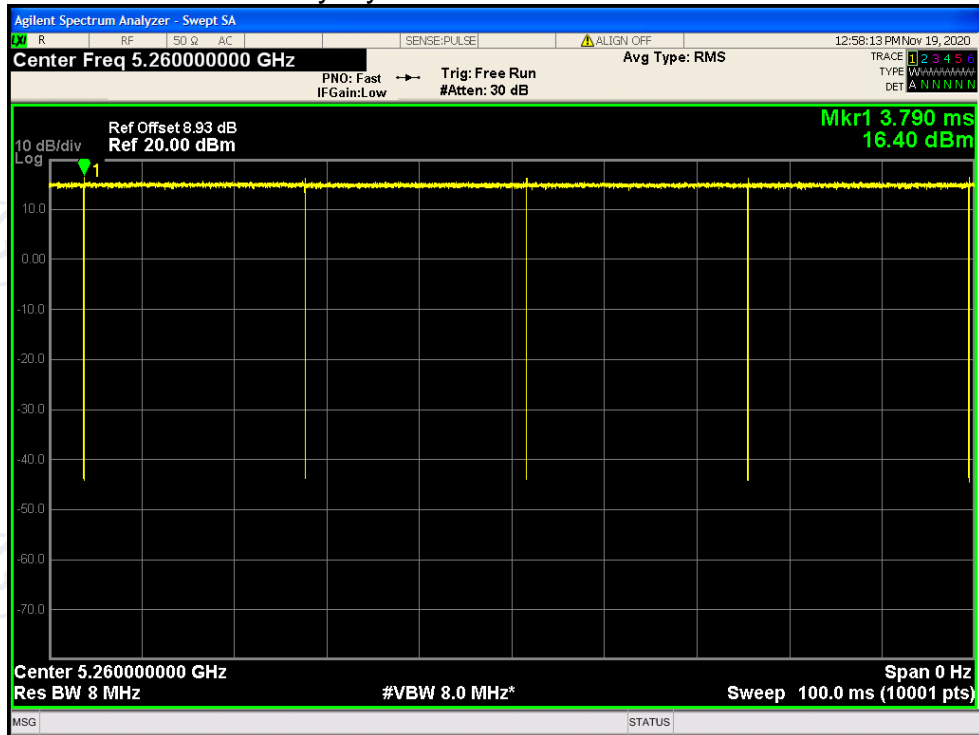 Agilent Spectrum Analyzer - Swept SA
LXI R RF 50 Ω AC SENSE:PULSE ALIGN OFF 12:58:13 PM Nov 19, 2020
Center Freq 5.260000000 GHz Avg Type: RMS TRACE 1 2 3 4 5 6
PNO: Fast Trig: Free Run TYPE WWWWWW
IFGain:Low #Atten: 30 dB DET A N N N N N
Mkr1 3.790 ms
Ref Offset 8.93 dB
10 dB/div Ref 20.00 dBm 16.40 dBm
Log
1
10.0
0.00
-10.0
-20.0
-30.0
-40.0
-50.0
-60.0
-70.0
Center 5.260000000 GHz Span 0 Hz
Res BW 8 MHz #VBW 8.0 MHz* Sweep 100.0 ms (10001 pts)
MSG STATUS